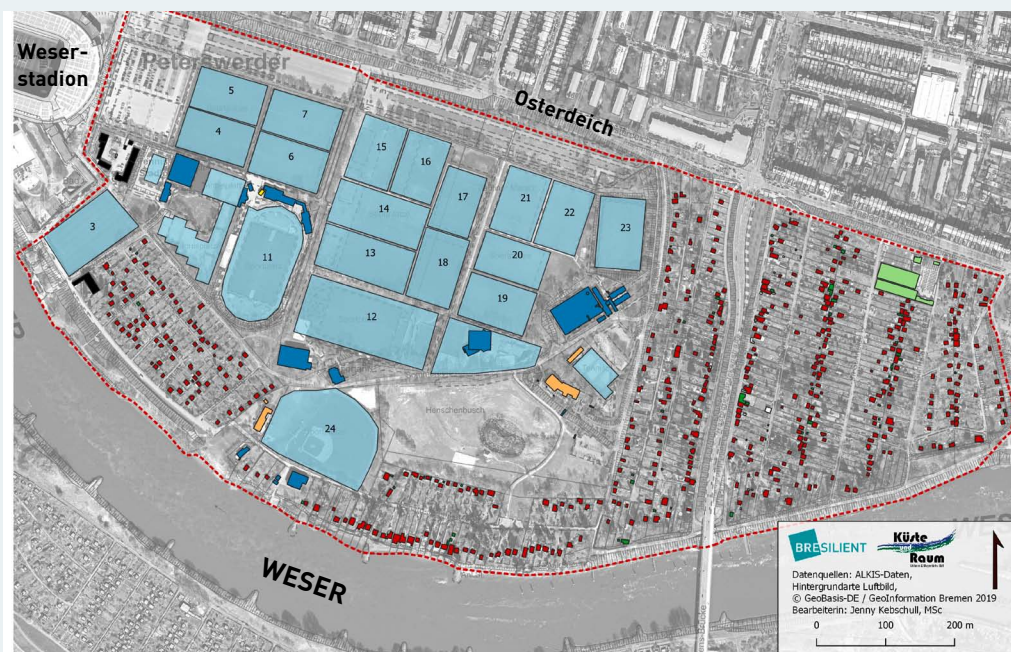 Weser-
stadion
Peterswerder
Osterdeich
5
7
4
6
15
16
17
14
13
18
21
22
23
20
19
3
11
12
24
WESER
BRESILIENT
Küste
und
Raum
Datenquellen: ALKIS-Daten,
Hintergrundarte Luftbild,
© GeoBasis-DE / GeoInformation Bremen 2019
Bearbeiterin: Jenny Kebschull, MSc
0 100 200 m